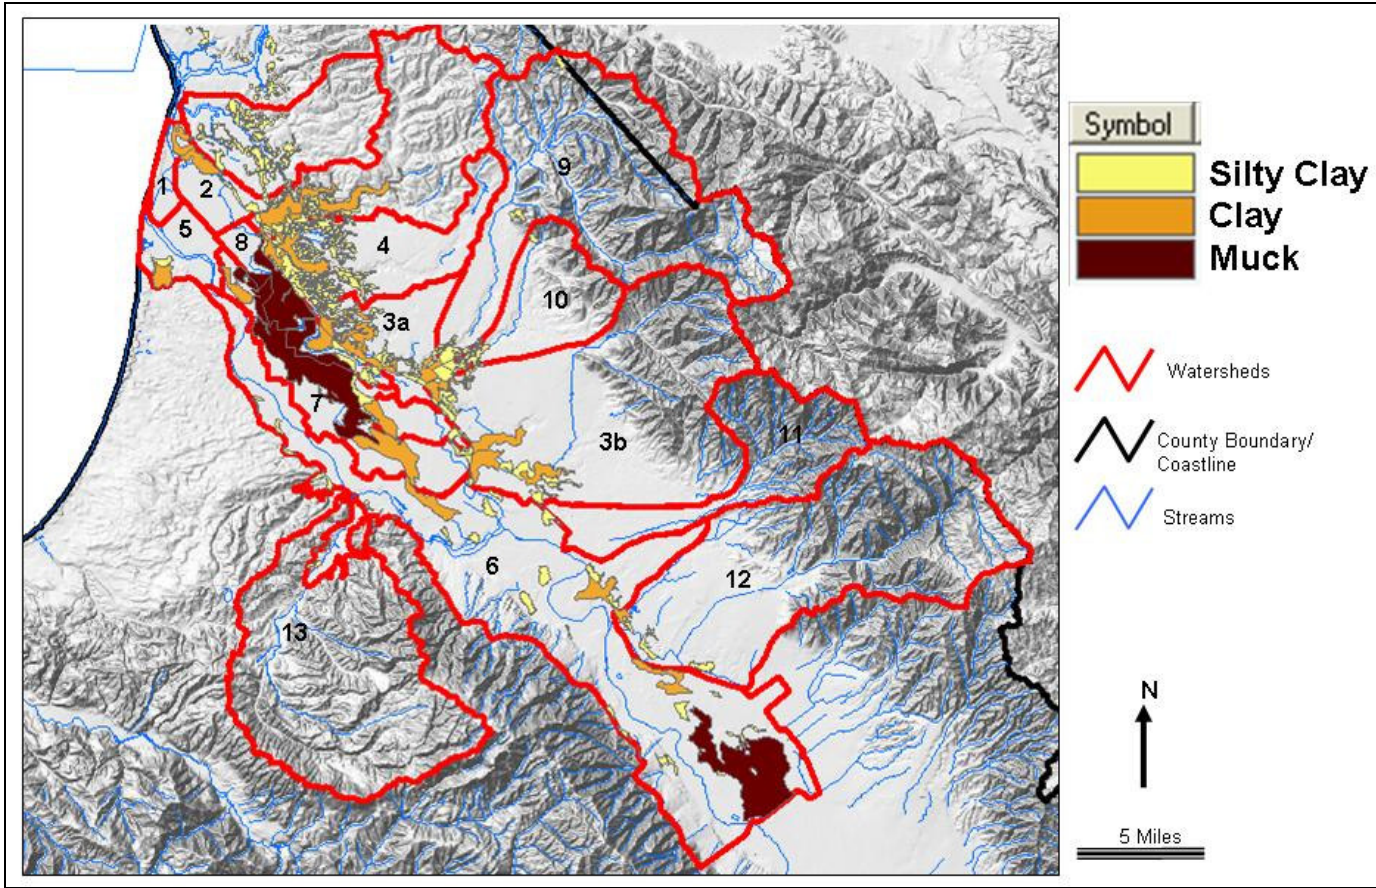 9
1
2
5
8
4
10
3a
7
3b
11
6
12
13
Symbol
Silty Clay
Clay
Muck
Watersheds
County Boundary/
Coastline
Streams
N
5 Miles